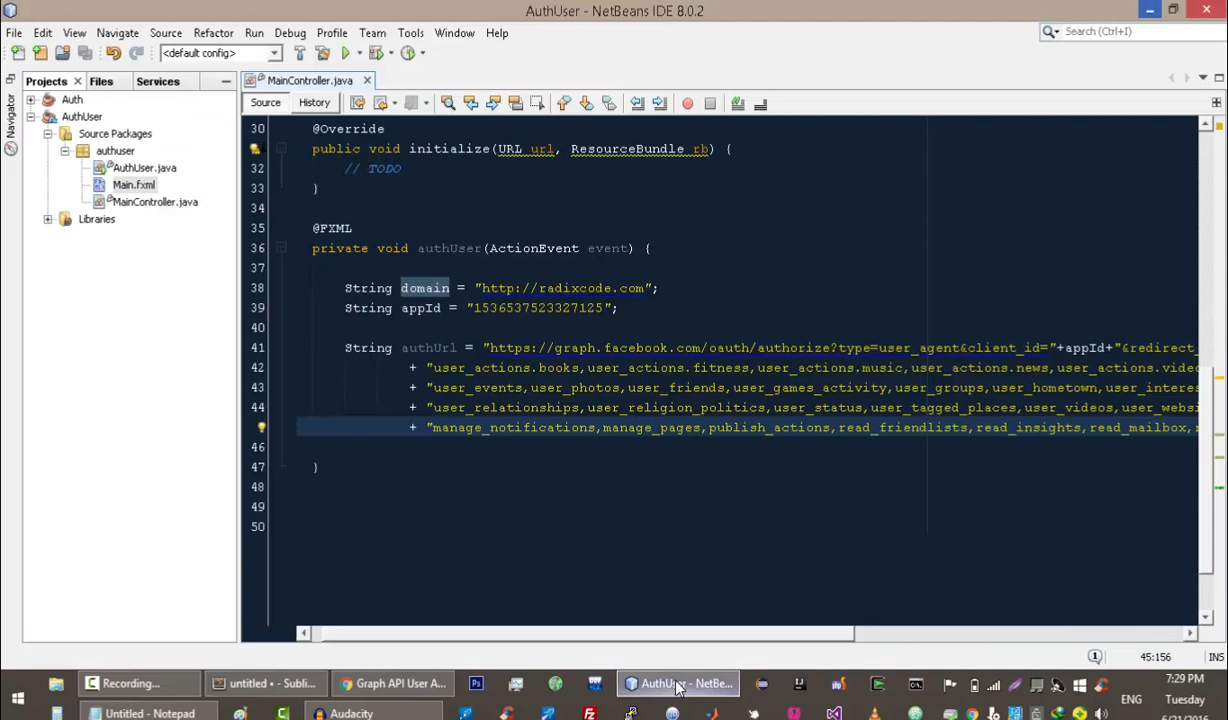 AuthUser - NetBeans IDE 8.0.2
File Edit View Navigate Source Refactor Run Debug Profile Team Tools Window Help
<default config>
Search (Ctrl+I)
Projects Files Services
MainController.java
Navigator
Source History
Auth
AuthUser
Source Packages
authuser
AuthUser.java
Main.fxml
MainController.java
Libraries
30 @Override
public void initialize(URL url, ResourceBundle rb) {
32 // TODO
33 }
34
35 @FXML
36 private void authUser(ActionEvent event) {
37
38 String domain = "http://radixcode.com";
39 String appId = "1536537523327125";
40
41 String authUrl = "https://graph.facebook.com/oauth/authorize?type=user_agent&client_id="+appId+"&redirect_
42 + "user_actions.books,user_actions.fitness,user_actions.music,user_actions.news,user_actions.video
43 + "user_events,user_photos,user_friends,user_games_activity,user_groups,user_hometown,user_interes
44 + "user_relationships,user_religion_politics,user_status,user_tagged_places,user_videos,user_websi
+ "manage_notifications,manage_pages,publish_actions,read_friendlists,read_insights,read_mailbox,r
46
47 }
48
49
50
1 45:156 INS
Recording... untitled • - Subli... Graph API User A... Ps AuthUser - NetBe... 7:29 PM
ENG Tuesday
Untitled - Notepad Audacity 6/21/2016